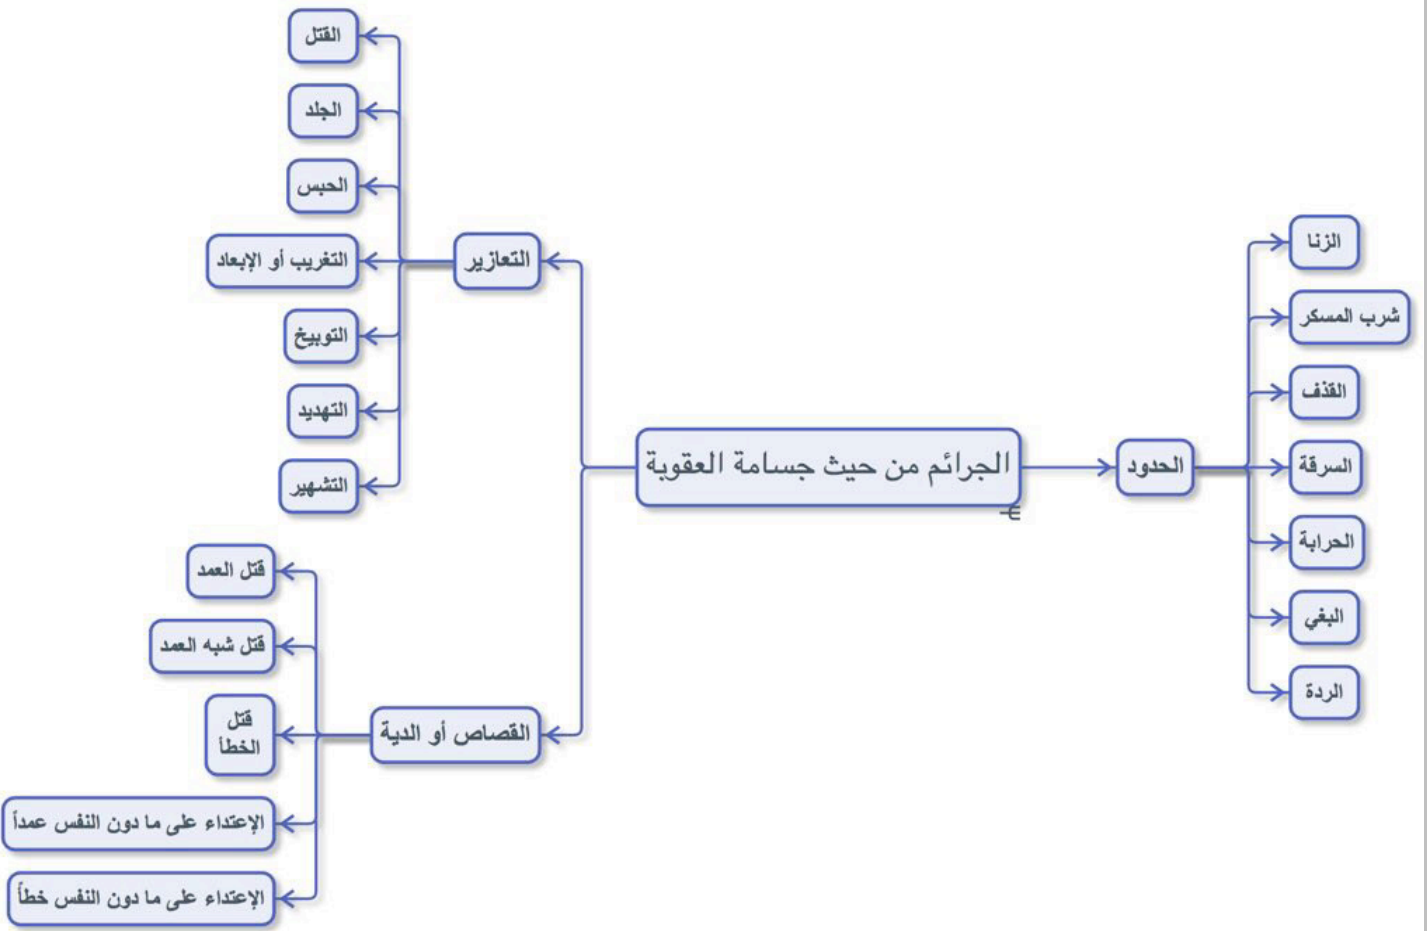 الجرائم من حيث جسامة العقوبة
الحدود
الزنا
شرب المسكر
القذف
السرقة
الحرابة
البغي
الردة
التعازير
القتل
الجلد
الحبس
التغريب أو الإبعاد
التوبيخ
التهديد
التشهير
القصاص أو الدية
قتل العمد
قتل شبه العمد
قتل
الخطأ
الإعتداء على ما دون النفس عمداً
الإعتداء على ما دون النفس خطأً